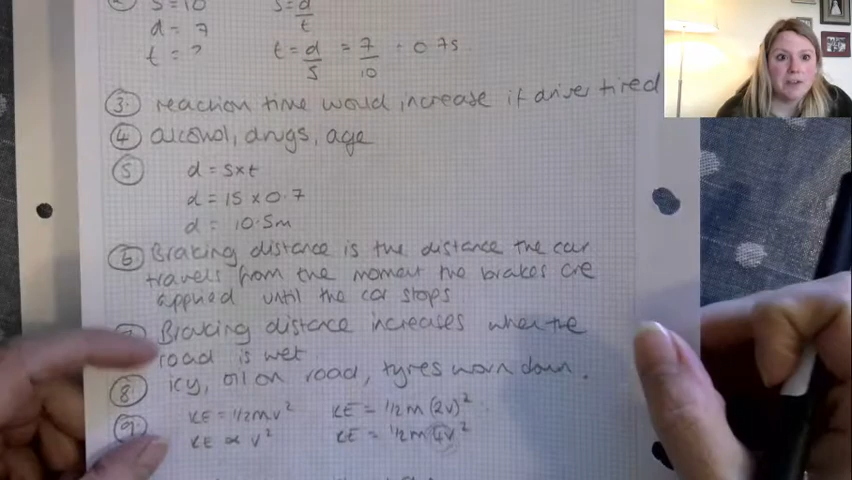 s = 10 s = d/t
d = 7
t = ? t = d/s = 7/10 = 0.7s
③ reaction time would increase if driver tired
④ alcohol, drugs, age
⑤ d = s x t
d = 15 x 0.7
d = 10.5m
⑥ Braking distance is the distance the car
travels from the moment the brakes are
applied until the car stops
Braking distance increases when the
road is wet
⑧ icy, oil on road, tyres worn down.
⑨ KE = 1/2mv² KE = 1/2m(2v)²
KE ∝ v² KE = 1/2m4v²